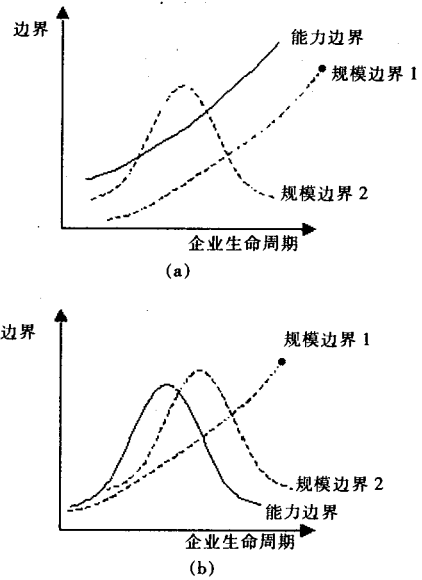 边界
能力边界
规模边界 1
规模边界 2
企业生命周期
(a)
边界
规模边界 1
规模边界 2
能力边界
企业生命周期
(b)